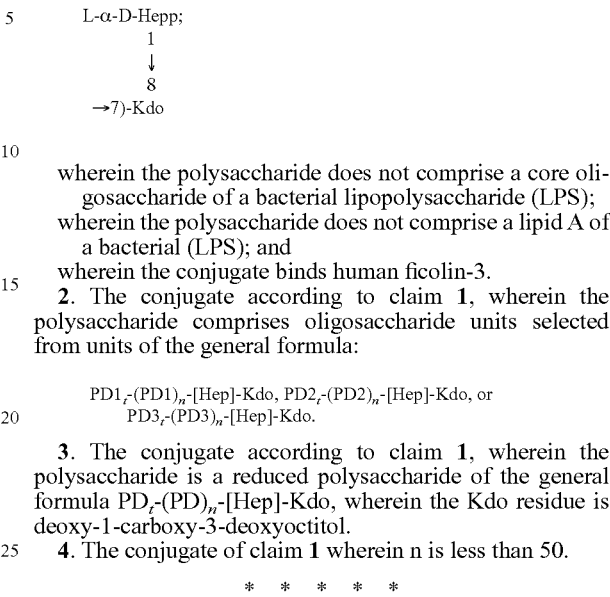 5 L-α-D-Hepp;
1
↓
8
→7)-Kdo
10
wherein the polysaccharide does not comprise a core oli-
gosaccharide of a bacterial lipopolysaccharide (LPS);
wherein the polysaccharide does not comprise a lipid A of
a bacterial (LPS); and
15 wherein the conjugate binds human ficolin-3.
2. The conjugate according to claim 1, wherein the
polysaccharide comprises oligosaccharide units selected
from units of the general formula:
PD1t-(PD1)n-[Hep]-Kdo, PD2t-(PD2)n-[Hep]-Kdo, or
20 PD3t-(PD3)n-[Hep]-Kdo.
3. The conjugate according to claim 1, wherein the
polysaccharide is a reduced polysaccharide of the general
formula PDt-(PD)n-[Hep]-Kdo, wherein the Kdo residue is
deoxy-1-carboxy-3-deoxyoctitol.
25 4. The conjugate of claim 1 wherein n is less than 50.
* * * * *